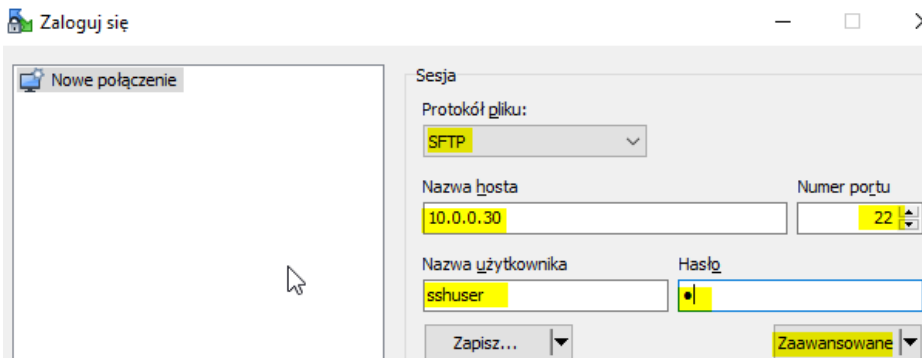 Zaloguj się
Nowe połączenie
Sesja
Protokół pliku:
SFTP
Nazwa hosta
Numer portu
10.0.0.30
22
Nazwa użytkownika
Hasło
sshuser
●
Zapisz...
Zaawansowane